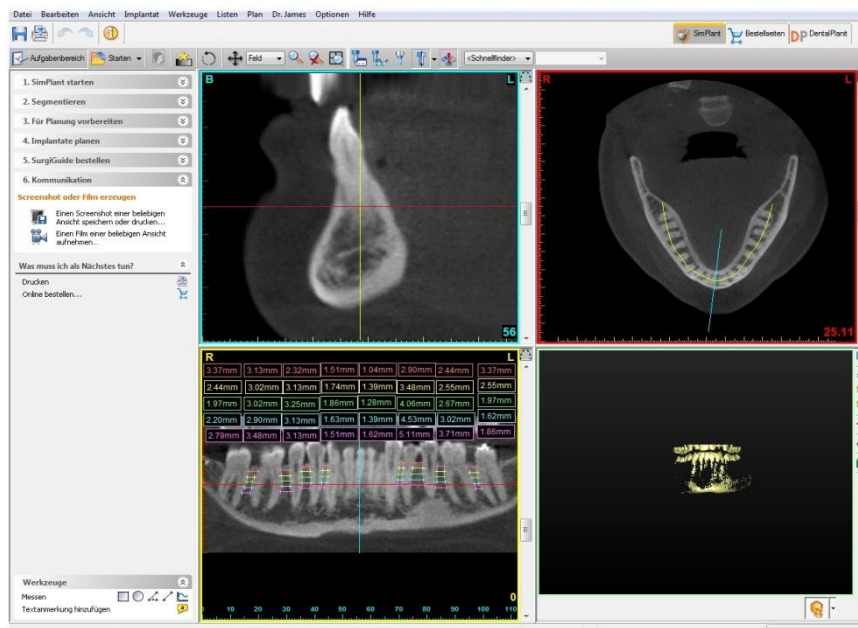 Datei Bearbeiten Ansicht Implantat Werkzeuge Listen Plan Dr. James Optionen Hilfe
SimPlant Bestellseiten DP DentalPlant
Aufgabenbereich Starten Feld <Schnellfinder>
1. SimPlant starten
2. Segmentieren
3. Für Planung vorbereiten
4. Implantate planen
5. SurgiGuide bestellen
6. Kommunikation
Screenshot oder Film erzeugen
Einen Screenshot einer beliebigen
Ansicht speichern oder drucken...
Einen Film einer beliebigen Ansicht
aufnehmen...
Was muss ich als Nächstes tun?
Drucken
Online bestellen...
Werkzeuge
Messen
Textanmerkung hinzufügen
B L
56
R L
25.11
R L
3.37mm 3.13mm 2.32mm 1.51mm 1.04mm 2.90mm 2.44mm 3.37mm
2.44mm 3.02mm 3.13mm 1.74mm 1.39mm 3.48mm 2.55mm 2.55mm
1.97mm 3.02mm 3.25mm 1.86mm 1.28mm 4.06mm 2.67mm 1.97mm
2.20mm 2.90mm 3.13mm 1.63mm 1.39mm 4.53mm 3.02mm 1.62mm
2.79mm 3.48mm 3.13mm 1.51mm 1.62mm 5.11mm 3.71mm 1.86mm
0
0 10 20 30 40 50 60 70 80 90 100 110